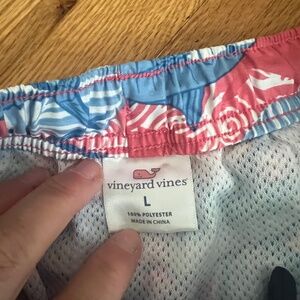 vineyard vines
L
100% POLYESTER
MADE IN CHINA